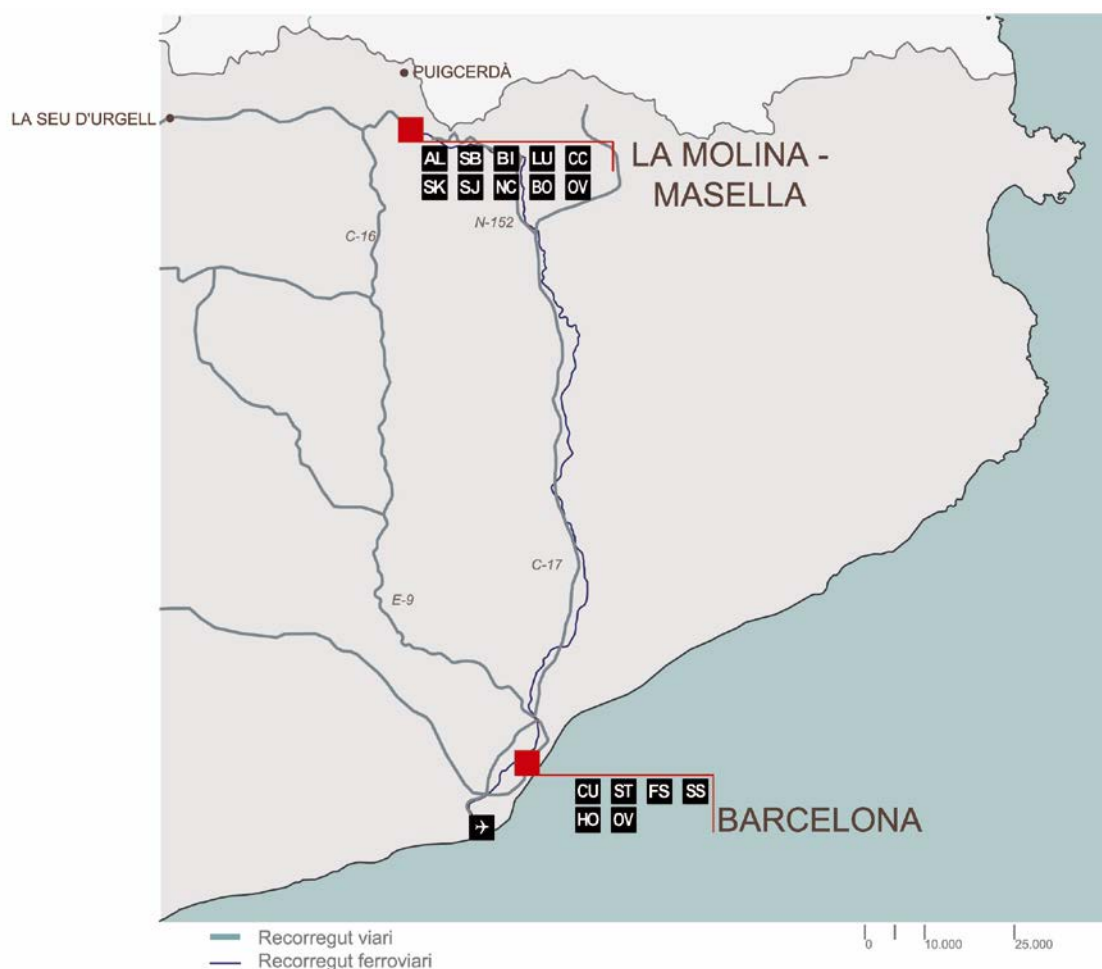 PUIGCERDÀ
LA SEU D'URGELL
LA MOLINA -
MASELLA
AL SB BI LU CC
SK SJ NC BO OV
C-16
N-152
C-17
E-9
CU ST FS SS
HO OV
BARCELONA
Recorregut viari
Recorregut ferroviari
0 10.000 25.000